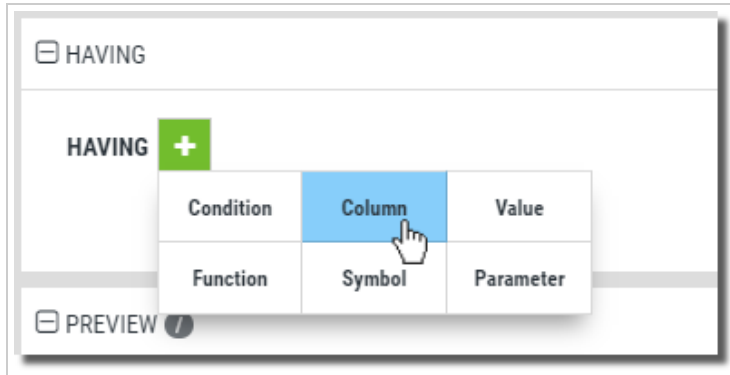 HAVING
HAVING +
Condition Column Value
Function Symbol Parameter
PREVIEW i